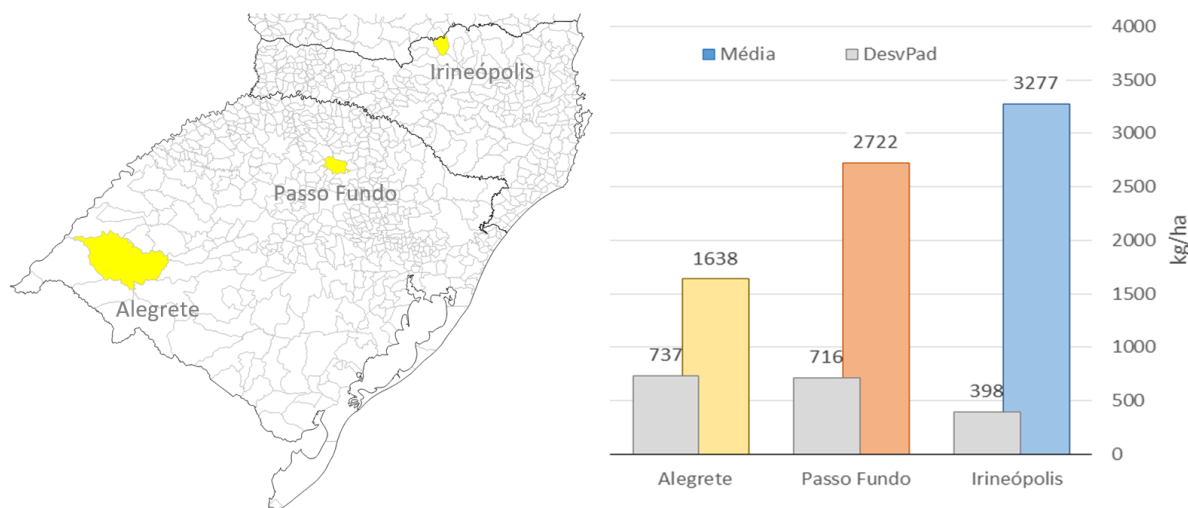 Irineópolis
Passo Fundo
Alegrete
Média
DesvPad
4000
3500
3000
2500
2000
1500
1000
500
0
kg/ha
737
1638
716
2722
398
3277
Alegrete
Passo Fundo
Irineópolis